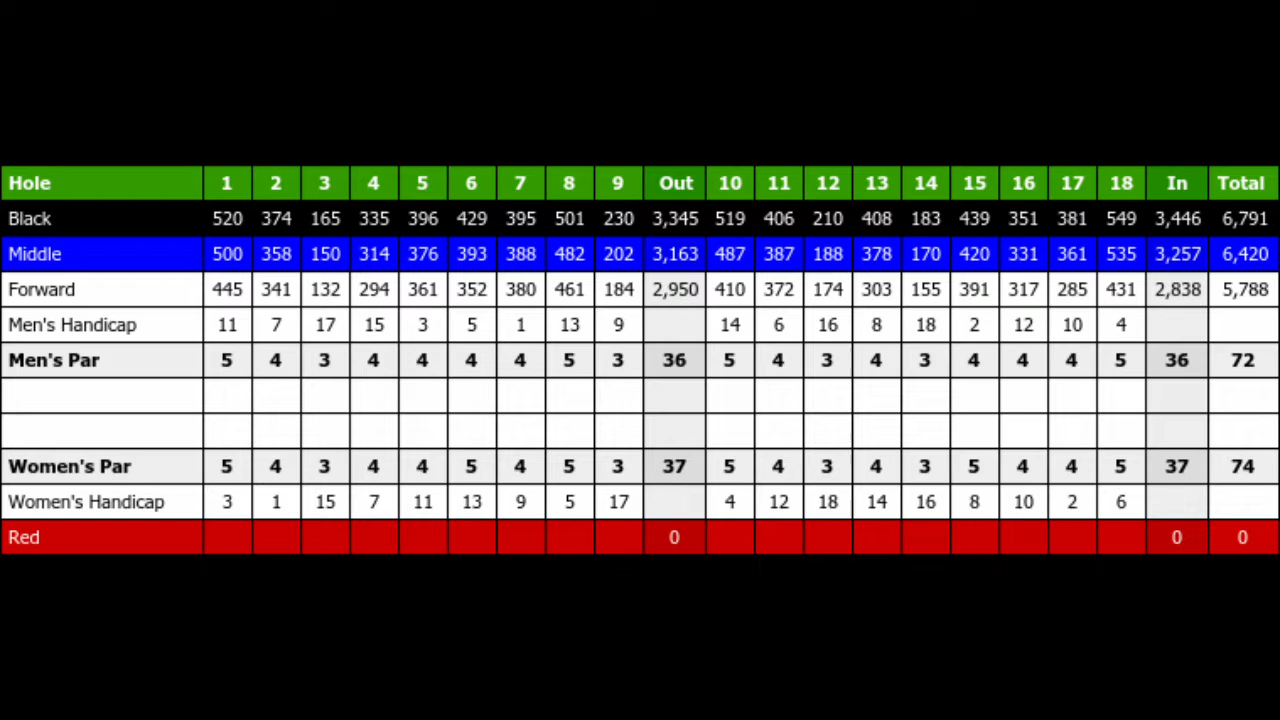 Hole 1 2 3 4 5 6 7 8 9 Out 10 11 12 13 14 15 16 17 18 In Total
Black 520 374 165 335 396 429 395 501 230 3,345 519 406 210 408 183 439 351 381 549 3,446 6,791
Middle 500 358 150 314 376 393 388 482 202 3,163 487 387 188 378 170 420 331 361 535 3,257 6,420
Forward 445 341 132 294 361 352 380 461 184 2,950 410 372 174 303 155 391 317 285 431 2,838 5,788
Men's Handicap 11 7 17 15 3 5 1 13 9 14 6 16 8 18 2 12 10 4
Men's Par 5 4 3 4 4 4 4 5 3 36 5 4 3 4 3 4 4 4 5 36 72
Women's Par 5 4 3 4 4 5 4 5 3 37 5 4 3 4 3 5 4 4 5 37 74
Women's Handicap 3 1 15 7 11 13 9 5 17 4 12 18 14 16 8 10 2 6
Red 0 0 0